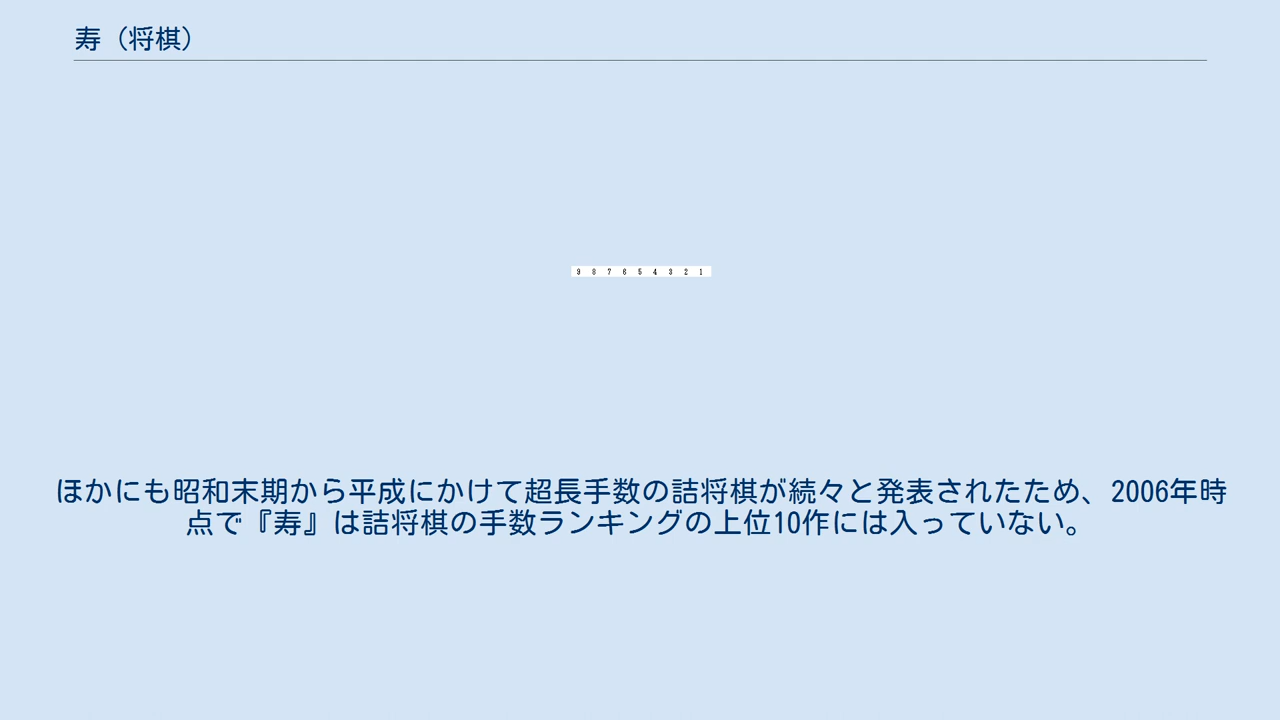 寿（将棋）
9 8 7 6 5 4 3 2 1
ほかにも昭和末期から平成にかけて超長手数の詰将棋が続々と発表されたため、2006年時
点で『寿』は詰将棋の手数ランキングの上位10作には入っていない。